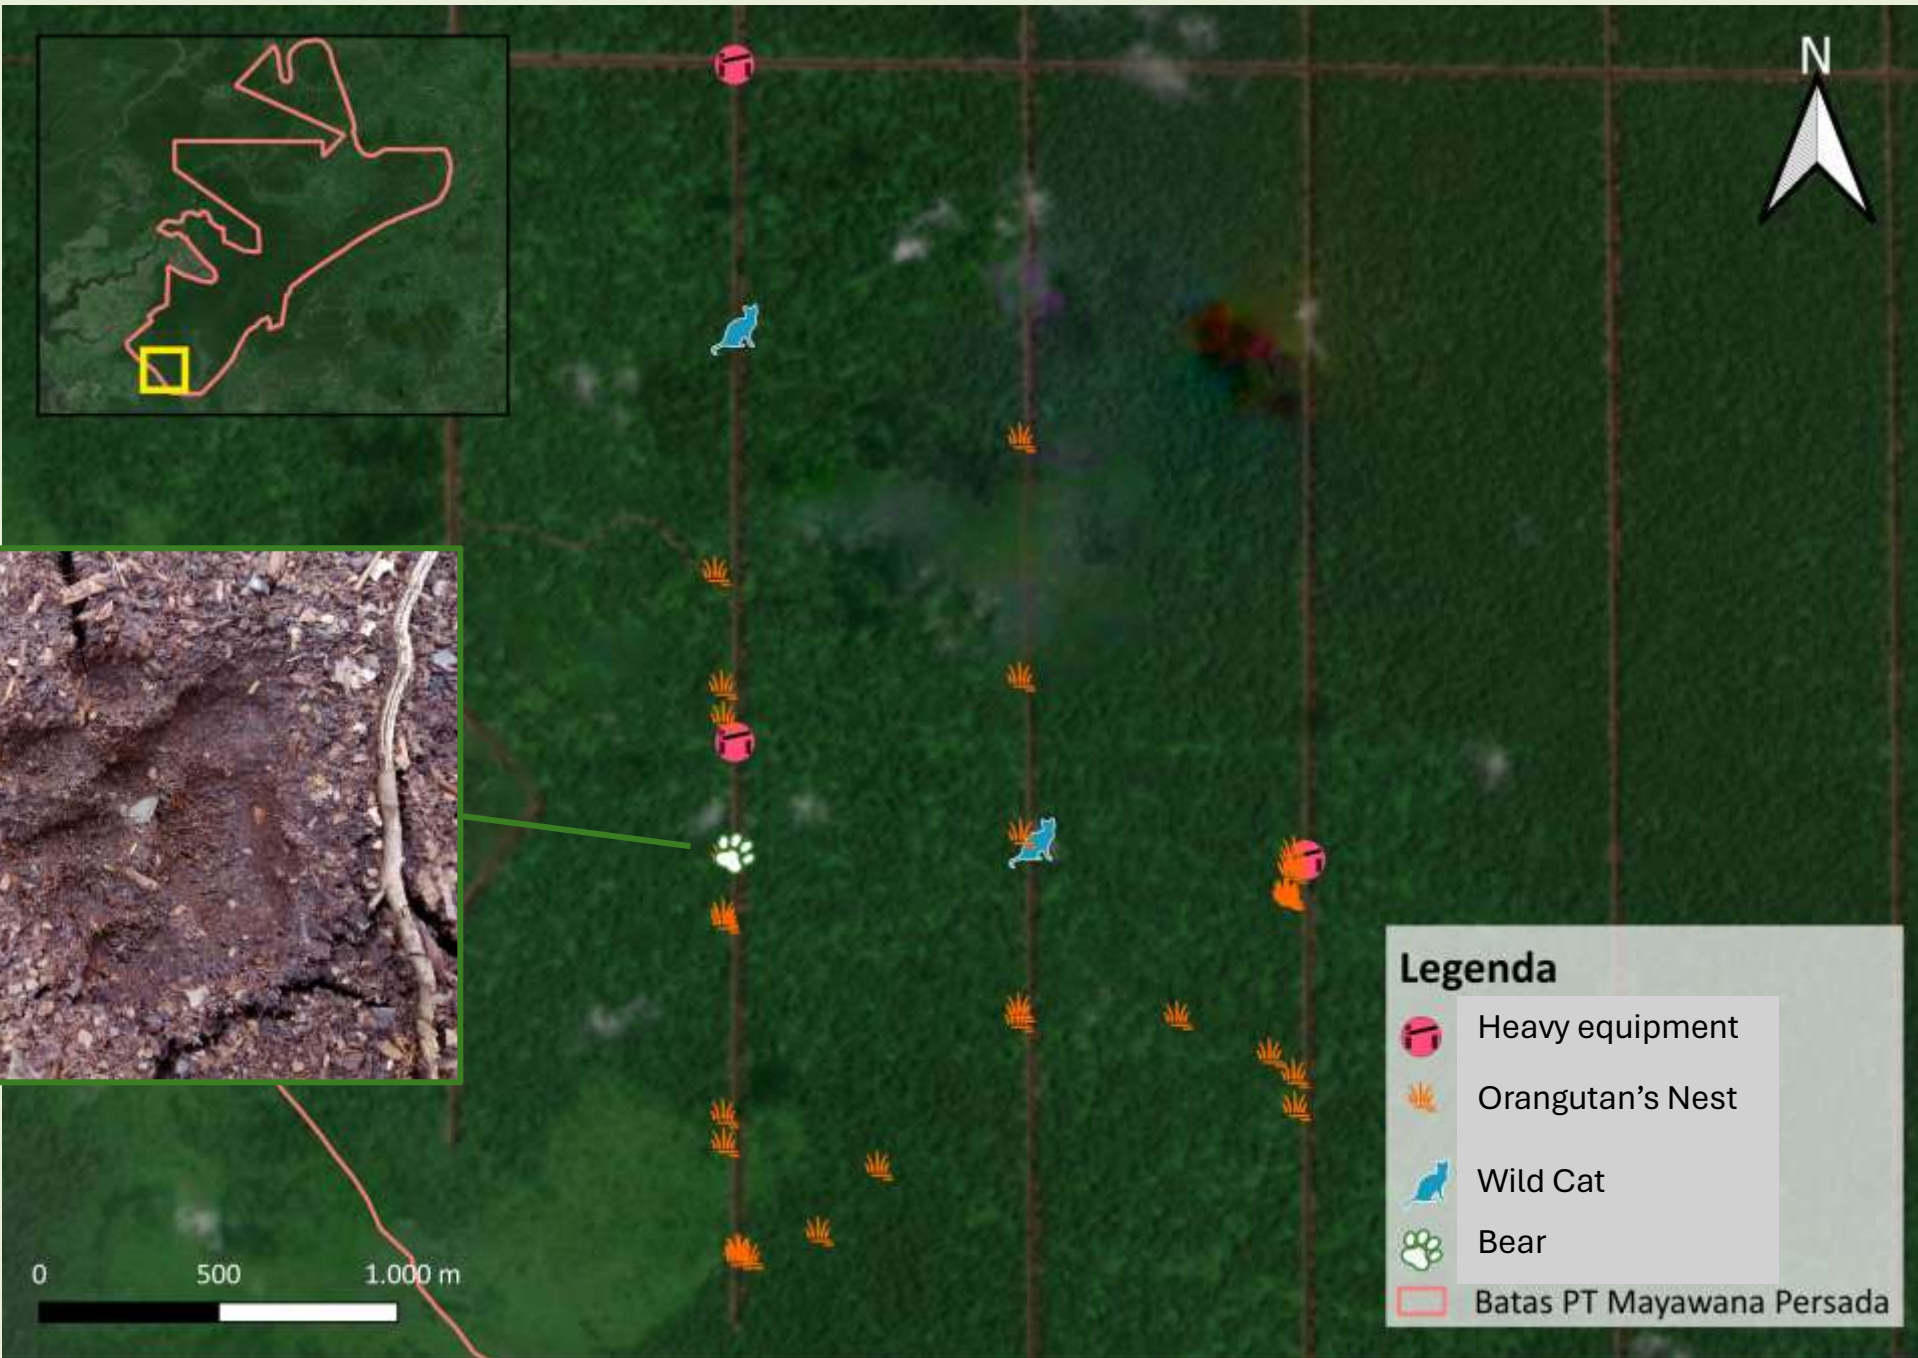 N
Legenda
Heavy equipment
Orangutan’s Nest
Wild Cat
Bear
Batas PT Mayawana Persada
0 500 1.000 m